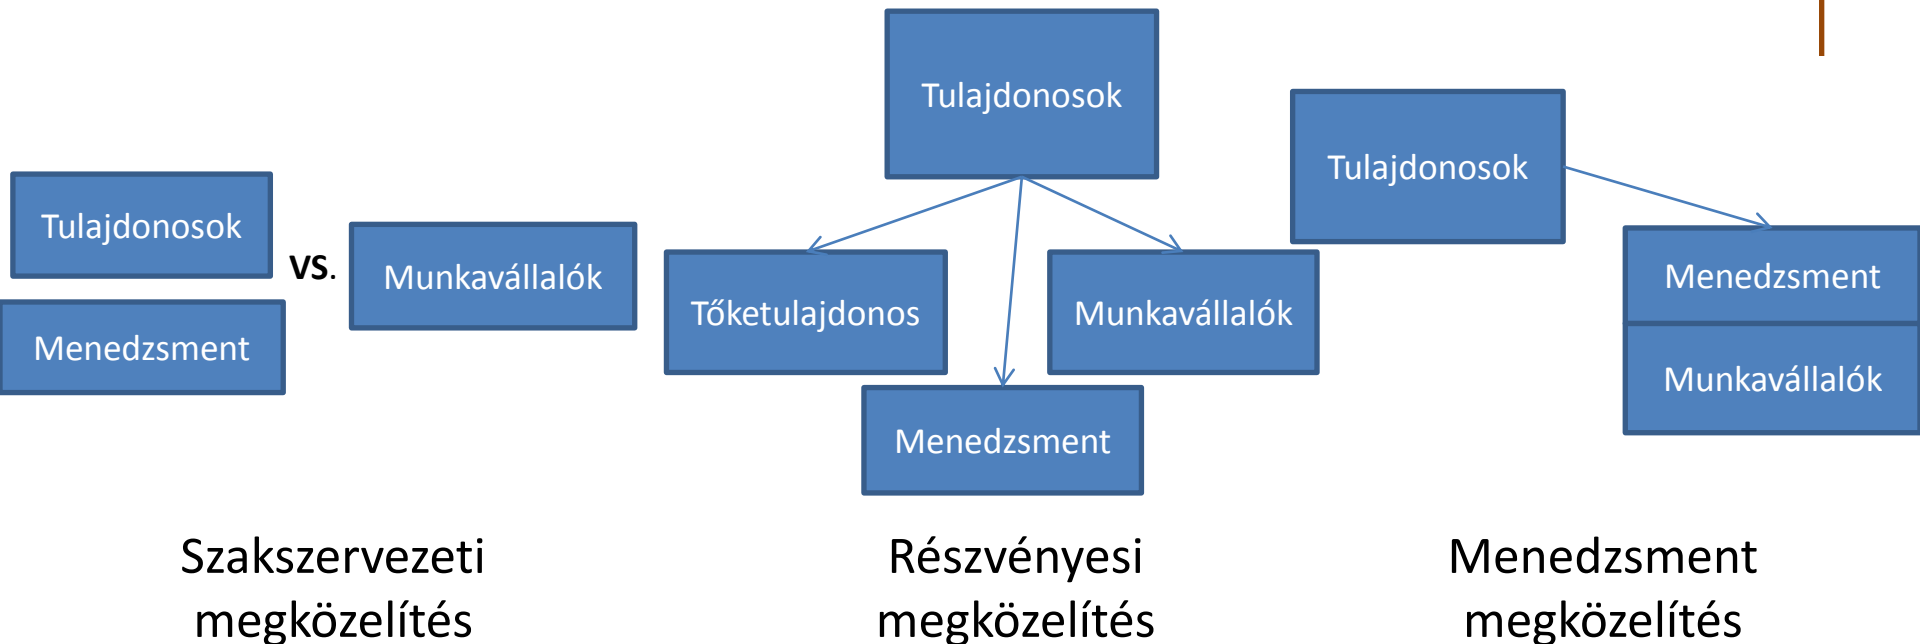 Tulajdonosok
Menedzsment
VS.
Munkavállalók
Szakszervezeti
megközelítés
Tulajdonosok
Tőketulajdonos
Munkavállalók
Menedzsment
Részvényesi
megközelítés
Tulajdonosok
Menedzsment
Munkavállalók
Menedzsment
megközelítés